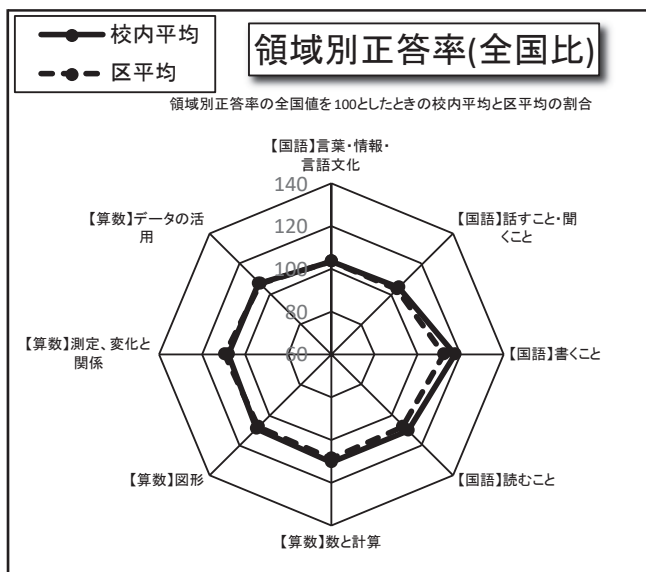 校内平均
区平均
領域別正答率(全国比)
領域別正答率の全国値を100としたときの校内平均と区平均の割合
【国語】言葉・情報・
言語文化
【国語】話すこと・聞
くこと
【国語】書くこと
【国語】読むこと
【算数】数と計算
【算数】図形
【算数】測定、変化と
関係
【算数】データの活
用
140
120
100
80
60